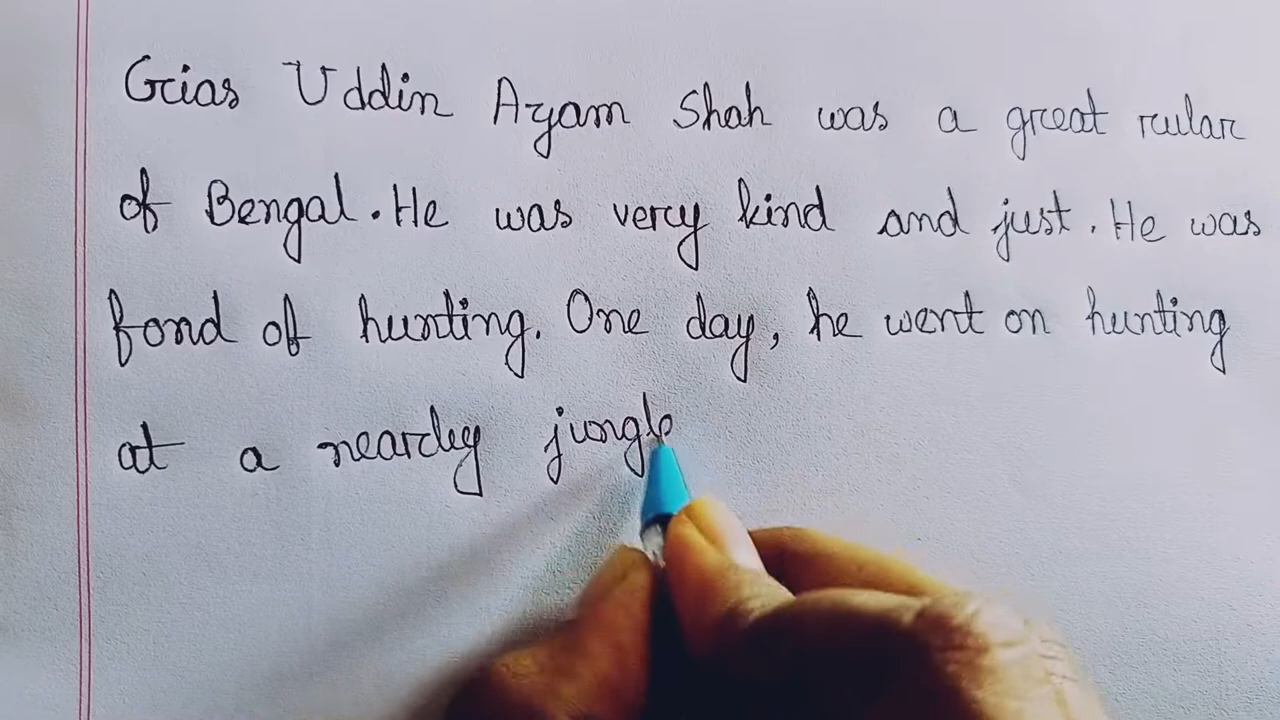 Gias Uddin Azam Shah was a great rular
of Bengal. He was very kind and just. He was
fond of hunting. One day, he went on hunting
at a nearby jungle